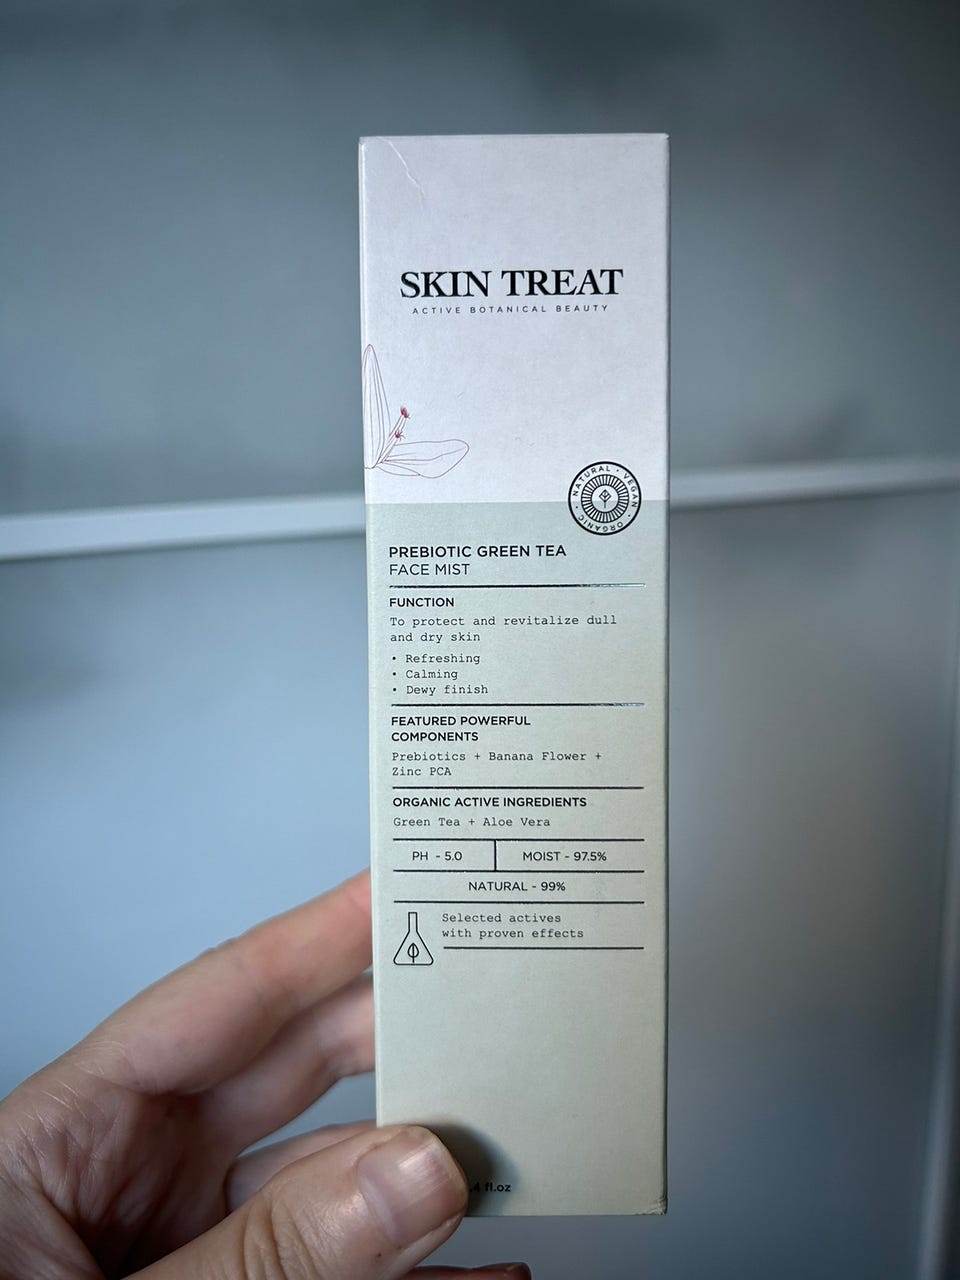 SKIN TREAT
ACTIVE BOTANICAL BEAUTY
NATURAL • VEGAN • ORGANIC •
PREBIOTIC GREEN TEA
FACE MIST
FUNCTION
To protect and revitalize dull
and dry skin
• Refreshing
• Calming
• Dewy finish
FEATURED POWERFUL
COMPONENTS
Prebiotics + Banana Flower +
Zinc PCA
ORGANIC ACTIVE INGREDIENTS
Green Tea + Aloe Vera
PH - 5.0
MOIST - 97.5%
NATURAL - 99%
Selected actives
with proven effects
fl.oz